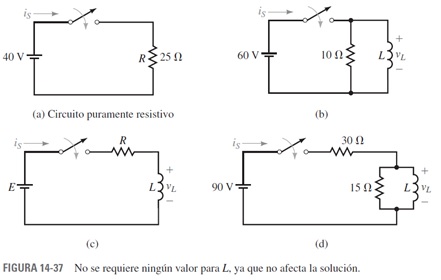 iS
40 V
R
25 Ω
(a) Circuito puramente resistivo
iS
60 V
10 Ω
L
+
vL
−
(b)
iS
R
E
L
+
vL
−
(c)
iS
30 Ω
90 V
15 Ω
L
+
vL
−
(d)
FIGURA 14-37 No se requiere ningún valor para L, ya que no afecta la solución.